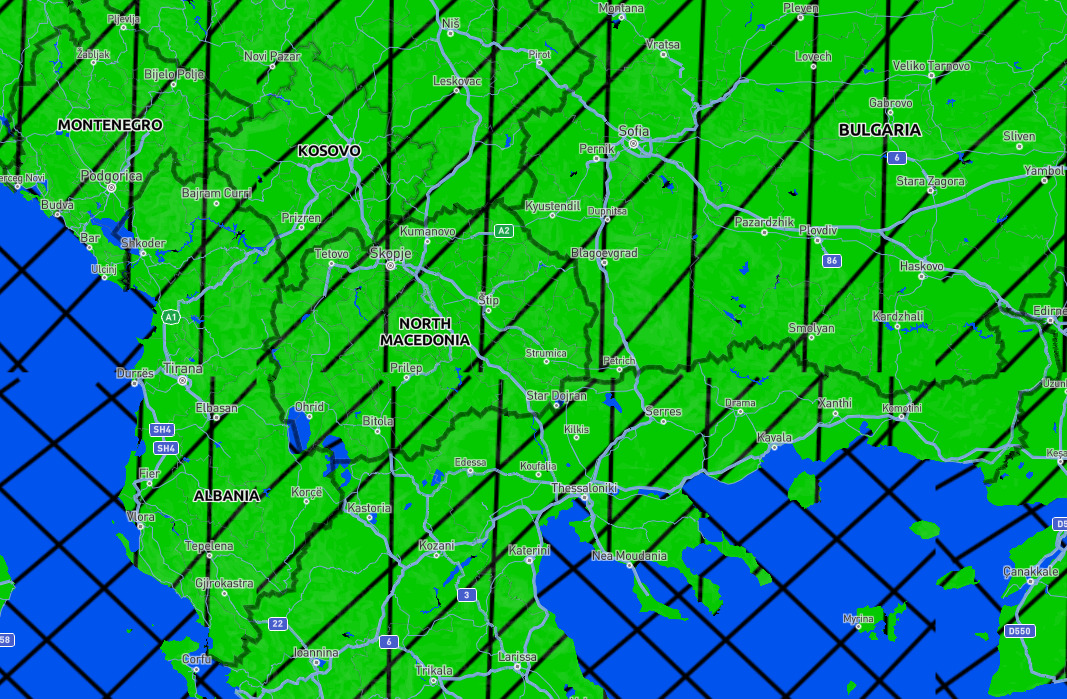 Montana
Pleven
Pljevlja
Niš
Žabljak
Novi Pazar
Pirot
Vratsa
Lovech
Veliko Tarnovo
Bijelo Polje
Leskovac
Gabrovo
MONTENEGRO
KOSOVO
Sofia
BULGARIA
Sliven
Pernik
6
Podgorica
Herceg Novi
Bajram Curri
Stara Zagora
Yambol
Budva
Prizren
Kyustendil
Dupnitsa
Pazardzhik
Plovdiv
Bar
Shkoder
Kumanovo
A2
Tetovo
Skopje
Blagoevgrad
86
Haskovo
Ulcinj
Štip
A1
NORTH
MACEDONIA
Smolyan
Kardzhali
Strumica
Petrich
Durrës
Tirana
Prilep
Star Dojran
Elbasan
Ohrid
Bitola
Serres
Drama
Xanthi
Komotini
SH4
SH4
Kilkis
Kavala
Fier
Edessa
Koufalia
ALBANIA
Korçë
Kastoria
Thessaloniki
Vlora
Tepelena
Kozani
Katerini
Nea Moudania
Çanakkale
Gjirokastra
3
22
6
Myrina
D550
58
Ioannina
Corfu
Trikala
Larissa